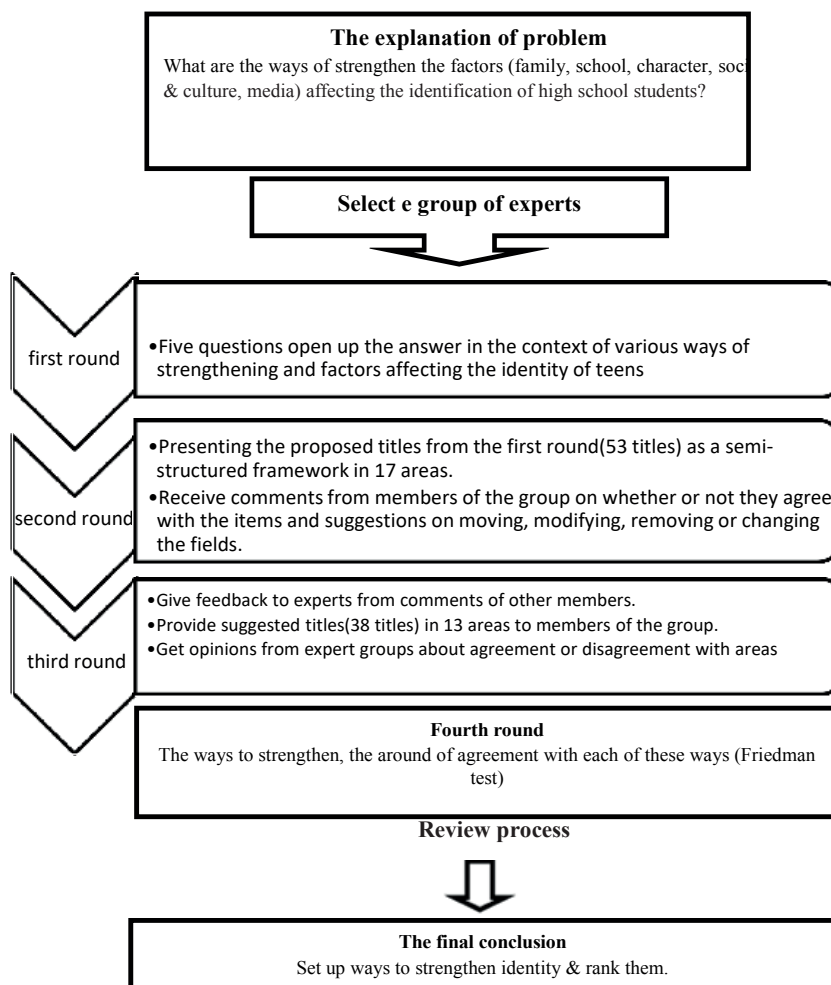 The explanation of problem
What are the ways of strengthen the factors (family, school, character, soci
& culture, media) affecting the identification of high school students?
Select e group of experts
first round
•Five questions open up the answer in the context of various ways of
strengthening and factors affecting the identity of teens
second round
•Presenting the proposed titles from the first round(53 titles) as a semi-
structured framework in 17 areas.
•Receive comments from members of the group on whether or not they agree
with the items and suggestions on moving, modifying, removing or changing
the fields.
third round
•Give feedback to experts from comments of other members.
•Provide suggested titles(38 titles) in 13 areas to members of the group.
•Get opinions from expert groups about agreement or disagreement with areas
Fourth round
The ways to strengthen, the around of agreement with each of these ways (Friedman
test)
Review process
The final conclusion
Set up ways to strengthen identity & rank them.